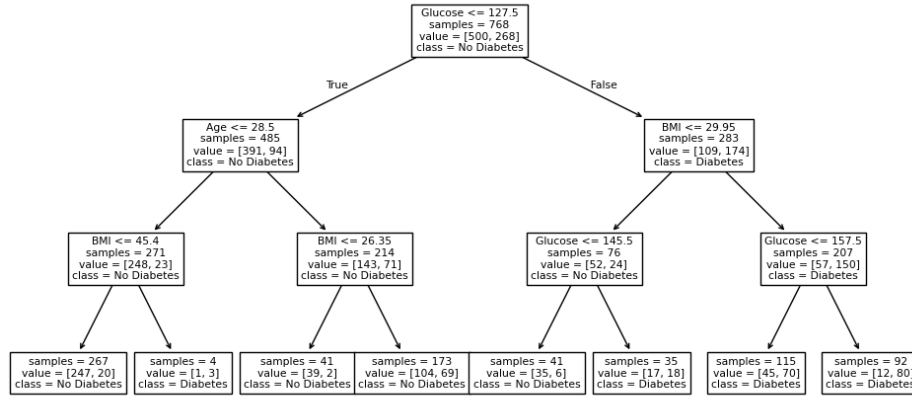 Glucose <= 127.5
samples = 768
value = [500, 268]
class = No Diabetes
True
False
Age <= 28.5
samples = 485
value = [391, 94]
class = No Diabetes
BMI <= 29.95
samples = 283
value = [109, 174]
class = Diabetes
BMI <= 45.4
samples = 271
value = [248, 23]
class = No Diabetes
BMI <= 26.35
samples = 214
value = [143, 71]
class = No Diabetes
Glucose <= 145.5
samples = 76
value = [52, 24]
class = No Diabetes
Glucose <= 157.5
samples = 207
value = [57, 150]
class = Diabetes
samples = 267
value = [247, 20]
class = No Diabetes
samples = 4
value = [1, 3]
class = Diabetes
samples = 41
value = [39, 2]
class = No Diabetes
samples = 173
value = [104, 69]
class = No Diabetes
samples = 41
value = [35, 6]
class = No Diabetes
samples = 35
value = [17, 18]
class = Diabetes
samples = 115
value = [45, 70]
class = Diabetes
samples = 92
value = [12, 80]
class = Diabetes